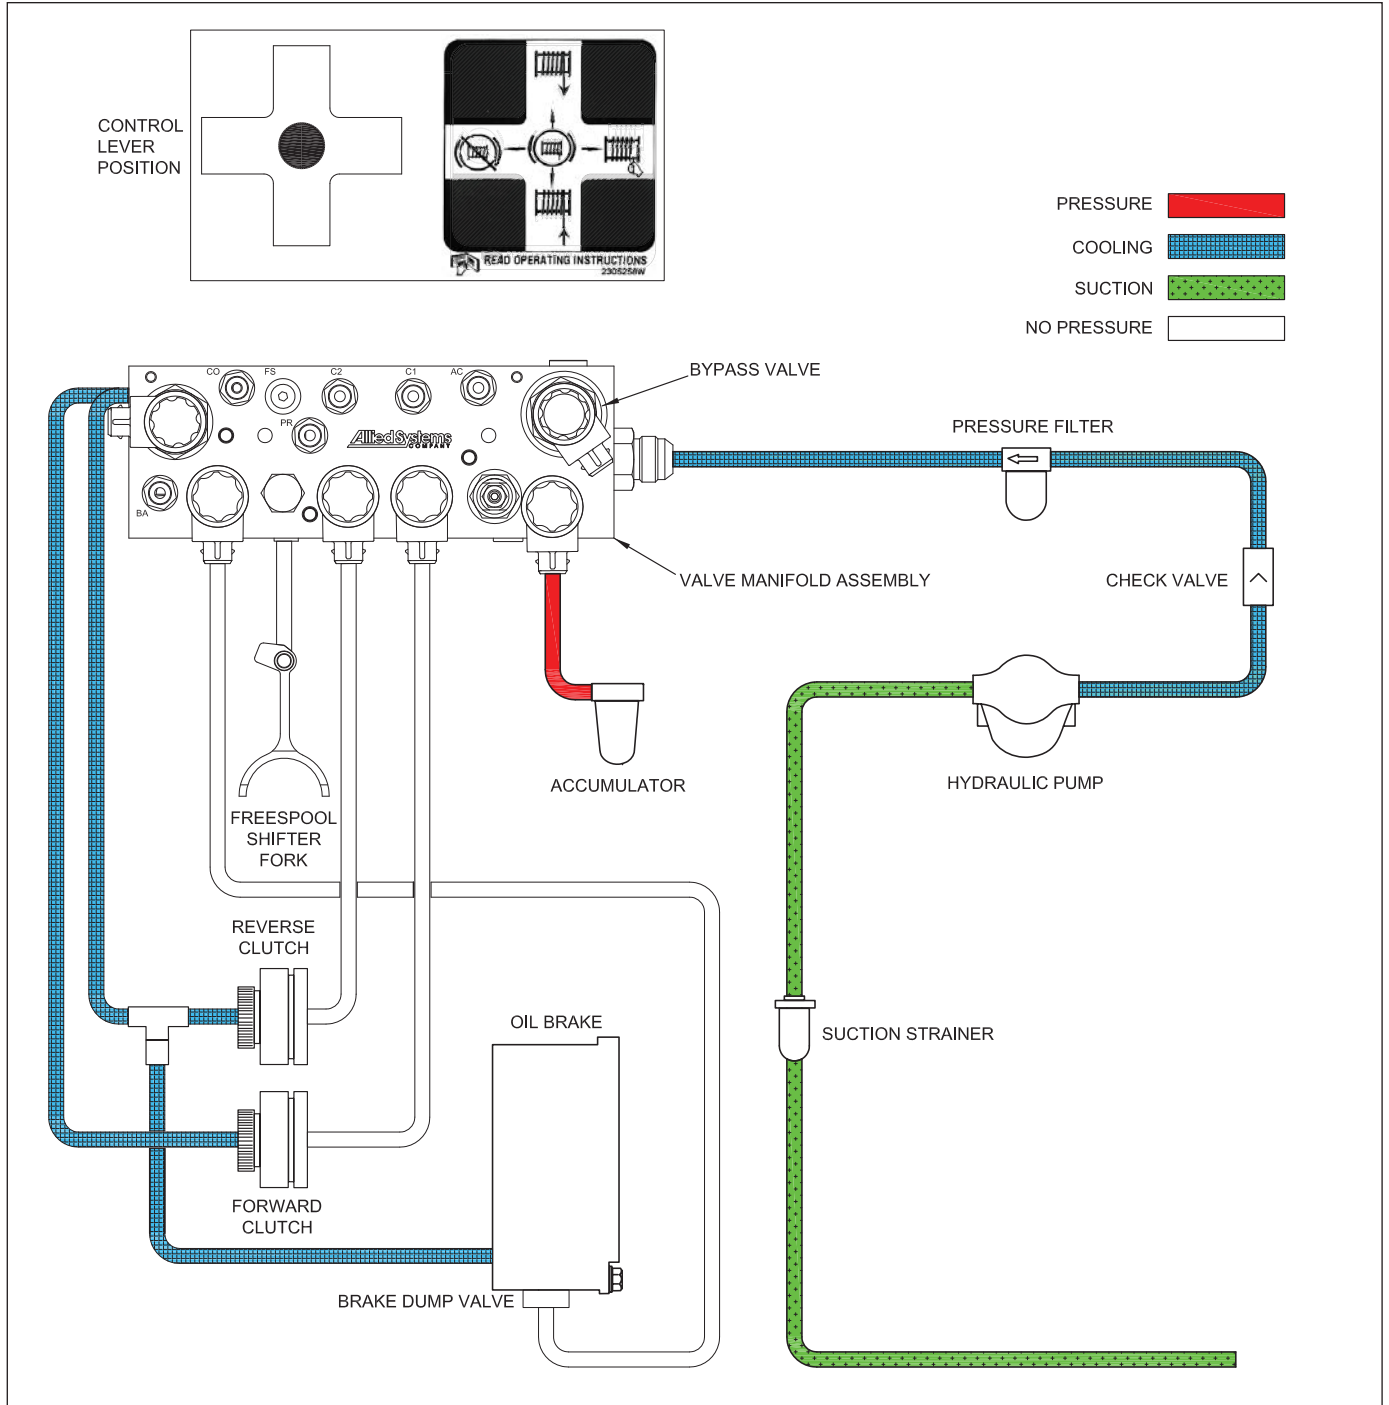 CONTROL
LEVER
POSITION
READ OPERATING INSTRUCTIONS
2305258W
PRESSURE
COOLING
SUCTION
NO PRESSURE
CO
FS
C2
C1
AC
PR
Allied Systems
COMPANY
BA
BYPASS VALVE
PRESSURE FILTER
VALVE MANIFOLD ASSEMBLY
CHECK VALVE
ACCUMULATOR
HYDRAULIC PUMP
FREESPOOL
SHIFTER
FORK
REVERSE
CLUTCH
OIL BRAKE
SUCTION STRAINER
FORWARD
CLUTCH
BRAKE DUMP VALVE